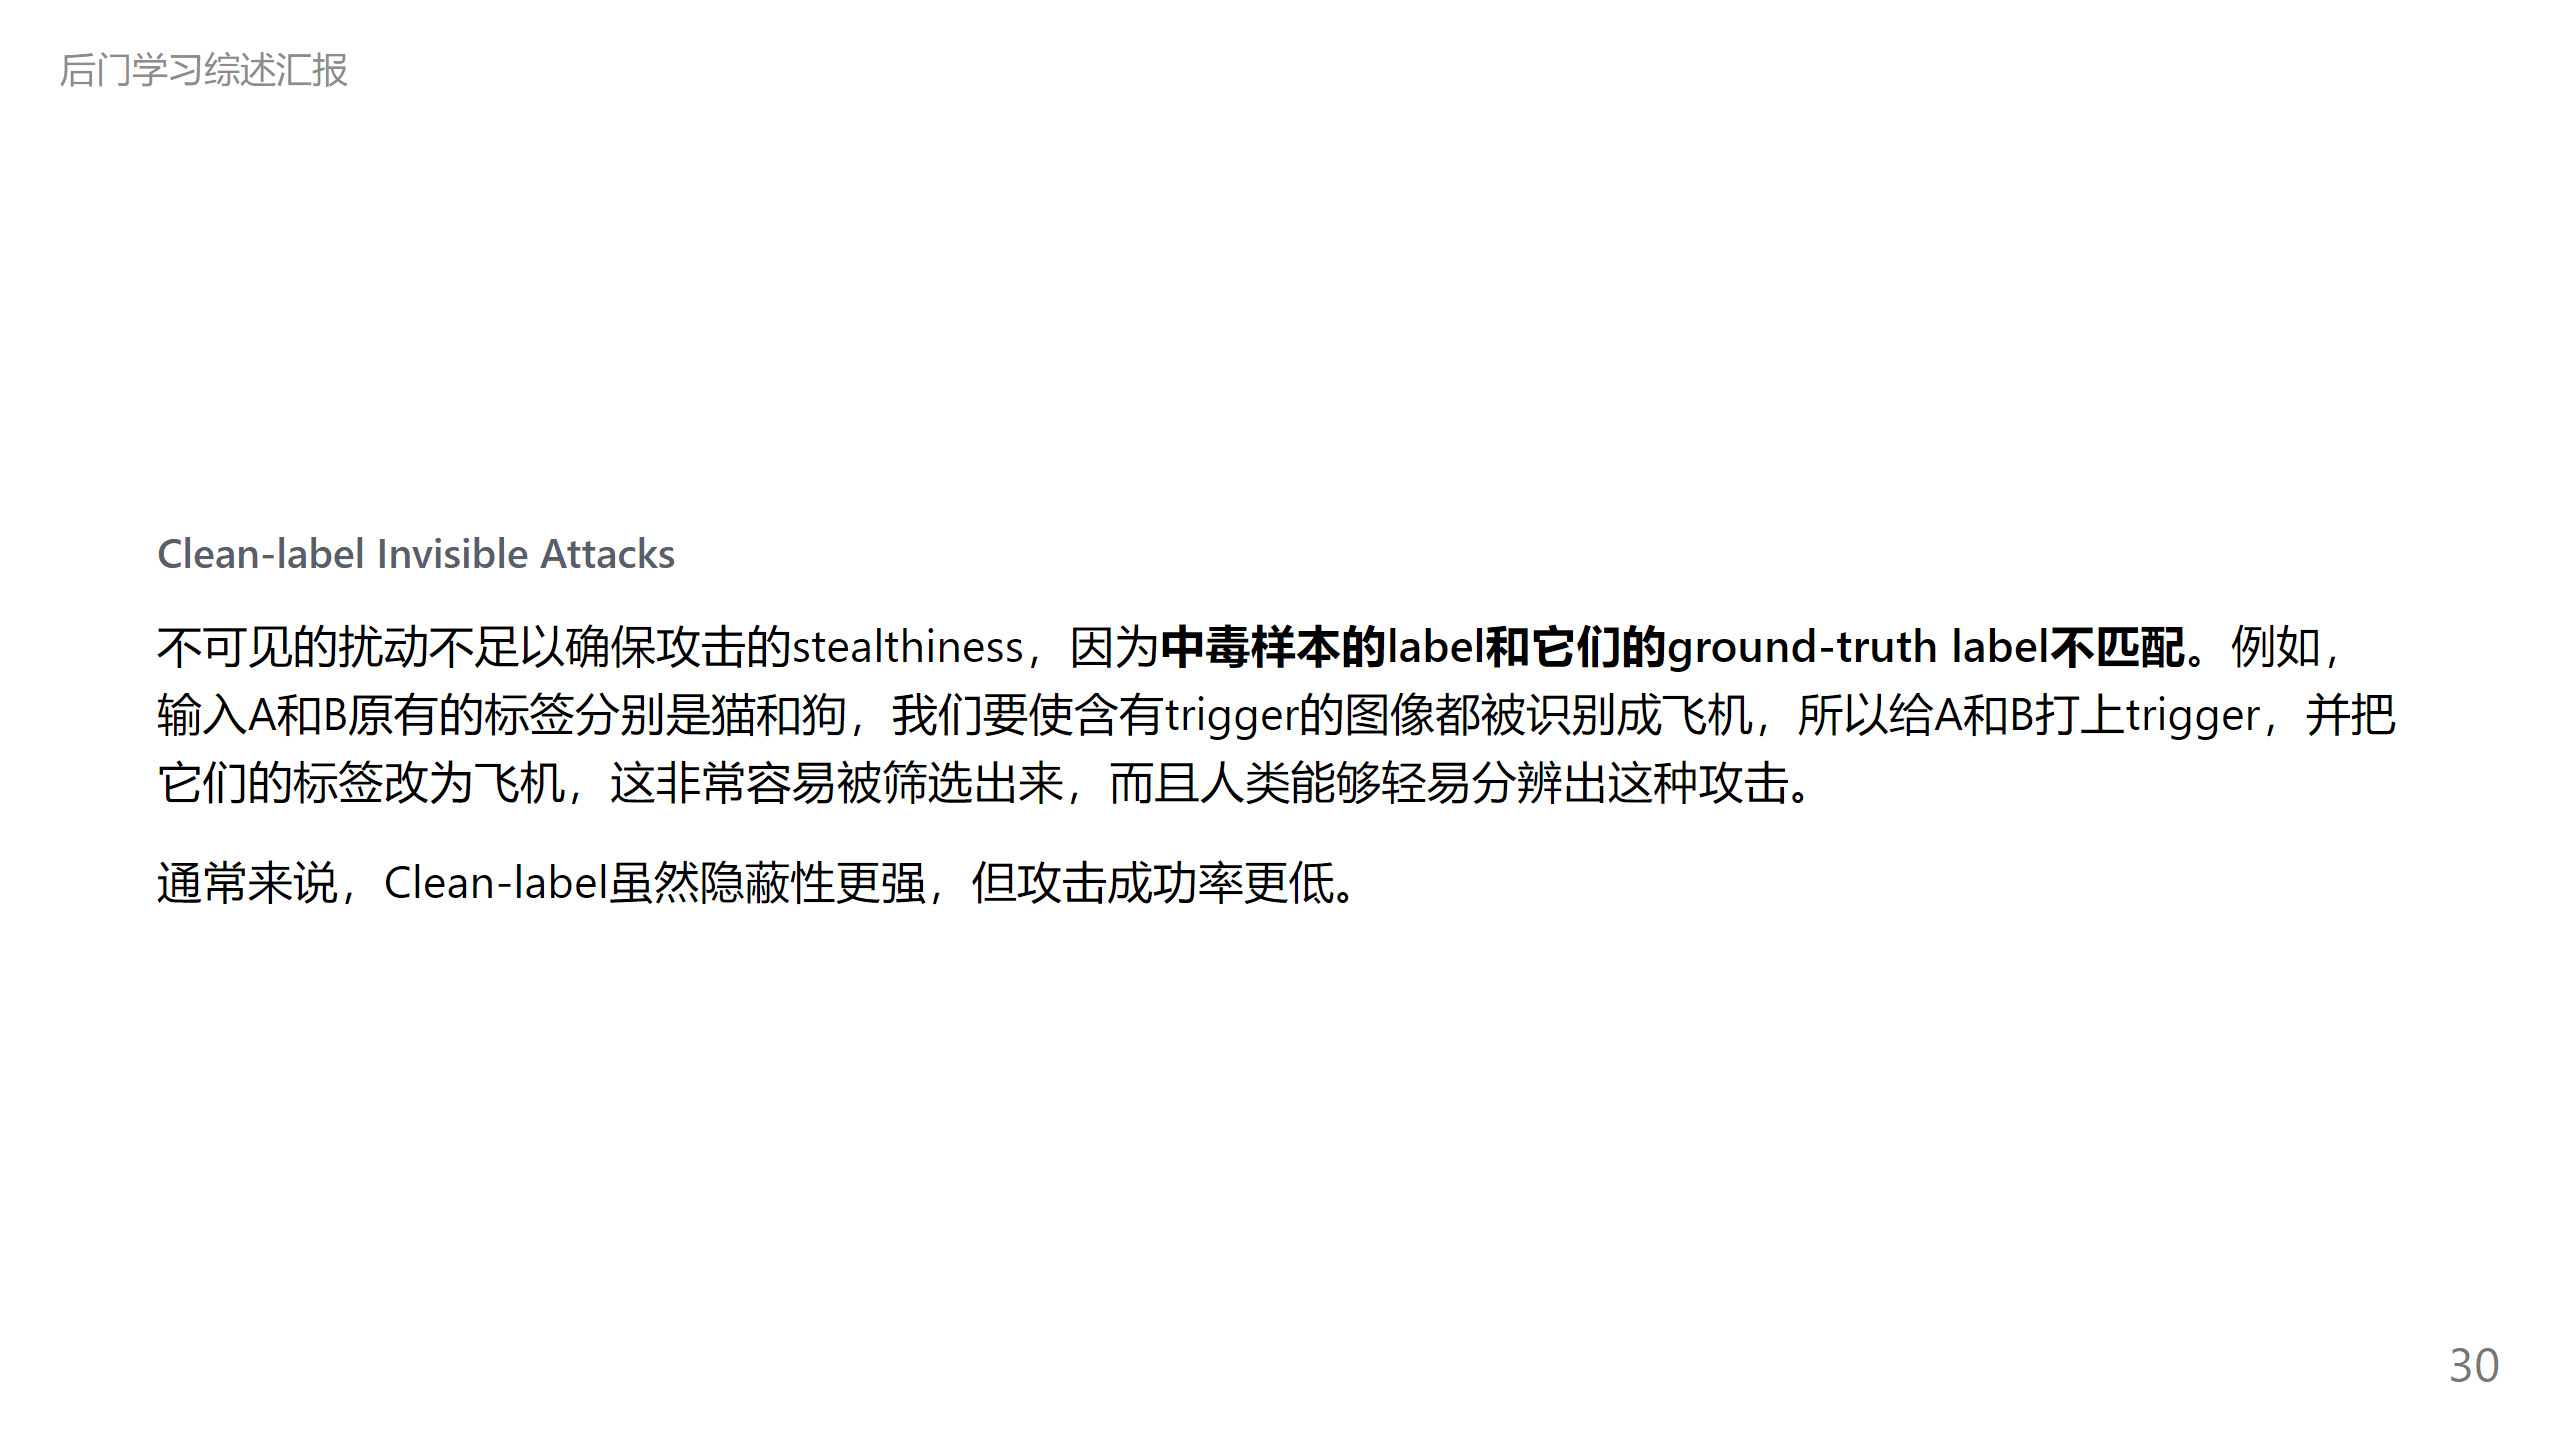 后门学习综述汇报
Clean-label Invisible Attacks
不可见的扰动不足以确保攻击的stealthiness，因为中毒样本的label和它们的ground-truth label不匹配。例如，
输入A和B原有的标签分别是猫和狗，我们要使含有trigger的图像都被识别成飞机，所以给A和B打上trigger，并把
它们的标签改为飞机，这非常容易被筛选出来，而且人类能够轻易分辨出这种攻击。
通常来说，Clean-label虽然隐蔽性更强，但攻击成功率更低。
30